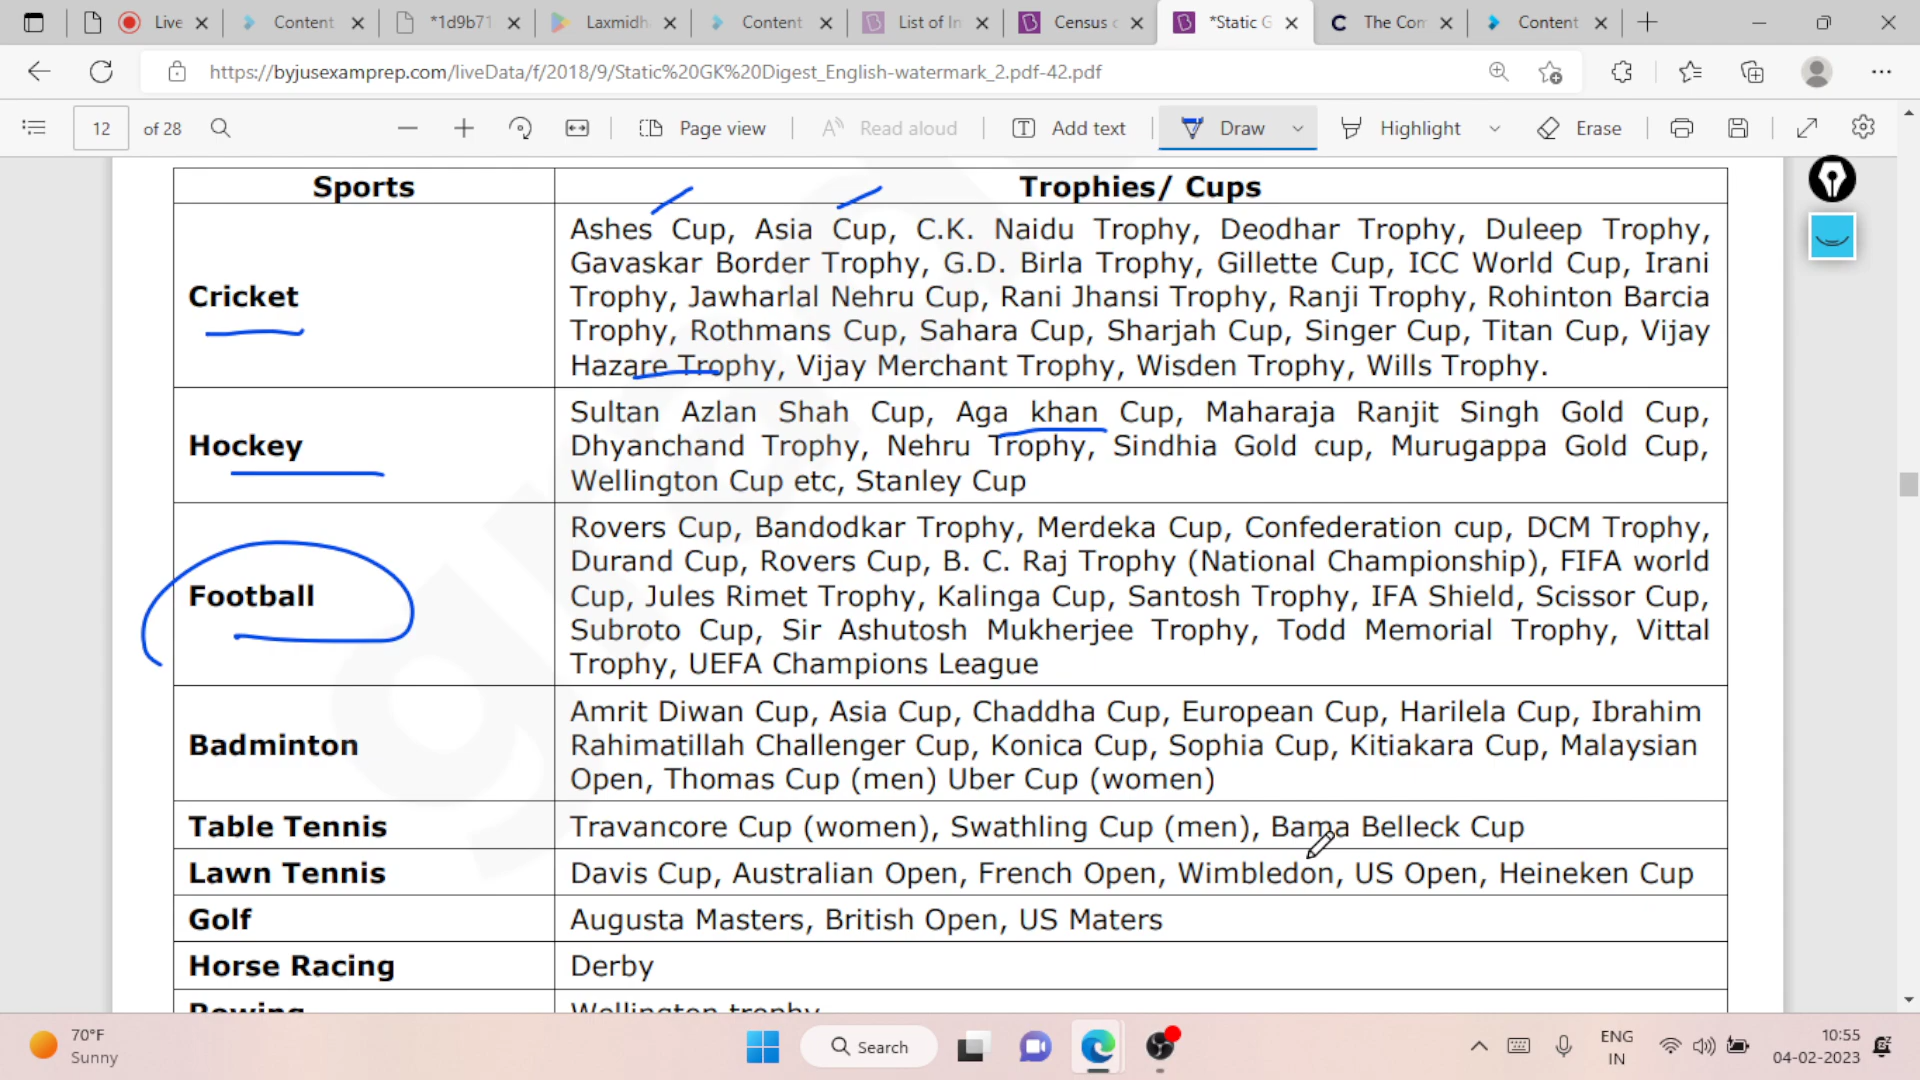 Live
Content
*1d9b71
Laxmidh
Content
List of In
Census o
*Static G
The Com
Content
https://byjusexamprep.com/liveData/f/2018/9/Static%20GK%20Digest_English-watermark_2.pdf-42.pdf
12 of 28
Page view
Read aloud
Add text
Draw
Highlight
Erase
Sports Trophies/ Cups
Cricket
Ashes Cup, Asia Cup, C.K. Naidu Trophy, Deodhar Trophy, Duleep Trophy,
Gavaskar Border Trophy, G.D. Birla Trophy, Gillette Cup, ICC World Cup, Irani
Trophy, Jawharlal Nehru Cup, Rani Jhansi Trophy, Ranji Trophy, Rohinton Barcia
Trophy, Rothmans Cup, Sahara Cup, Sharjah Cup, Singer Cup, Titan Cup, Vijay
Hazare Trophy, Vijay Merchant Trophy, Wisden Trophy, Wills Trophy.
Hockey
Sultan Azlan Shah Cup, Aga khan Cup, Maharaja Ranjit Singh Gold Cup,
Dhyanchand Trophy, Nehru Trophy, Sindhia Gold cup, Murugappa Gold Cup,
Wellington Cup etc, Stanley Cup
Football
Rovers Cup, Bandodkar Trophy, Merdeka Cup, Confederation cup, DCM Trophy,
Durand Cup, Rovers Cup, B. C. Raj Trophy (National Championship), FIFA world
Cup, Jules Rimet Trophy, Kalinga Cup, Santosh Trophy, IFA Shield, Scissor Cup,
Subroto Cup, Sir Ashutosh Mukherjee Trophy, Todd Memorial Trophy, Vittal
Trophy, UEFA Champions League
Badminton
Amrit Diwan Cup, Asia Cup, Chaddha Cup, European Cup, Harilela Cup, Ibrahim
Rahimatillah Challenger Cup, Konica Cup, Sophia Cup, Kitiakara Cup, Malaysian
Open, Thomas Cup (men) Uber Cup (women)
Table Tennis Travancore Cup (women), Swathling Cup (men), Bama Belleck Cup
Lawn Tennis Davis Cup, Australian Open, French Open, Wimbledon, US Open, Heineken Cup
Golf Augusta Masters, British Open, US Maters
Horse Racing Derby
Rowing Wellington trophy
70°F
Sunny
Search
ENG
IN
10:55
04-02-2023